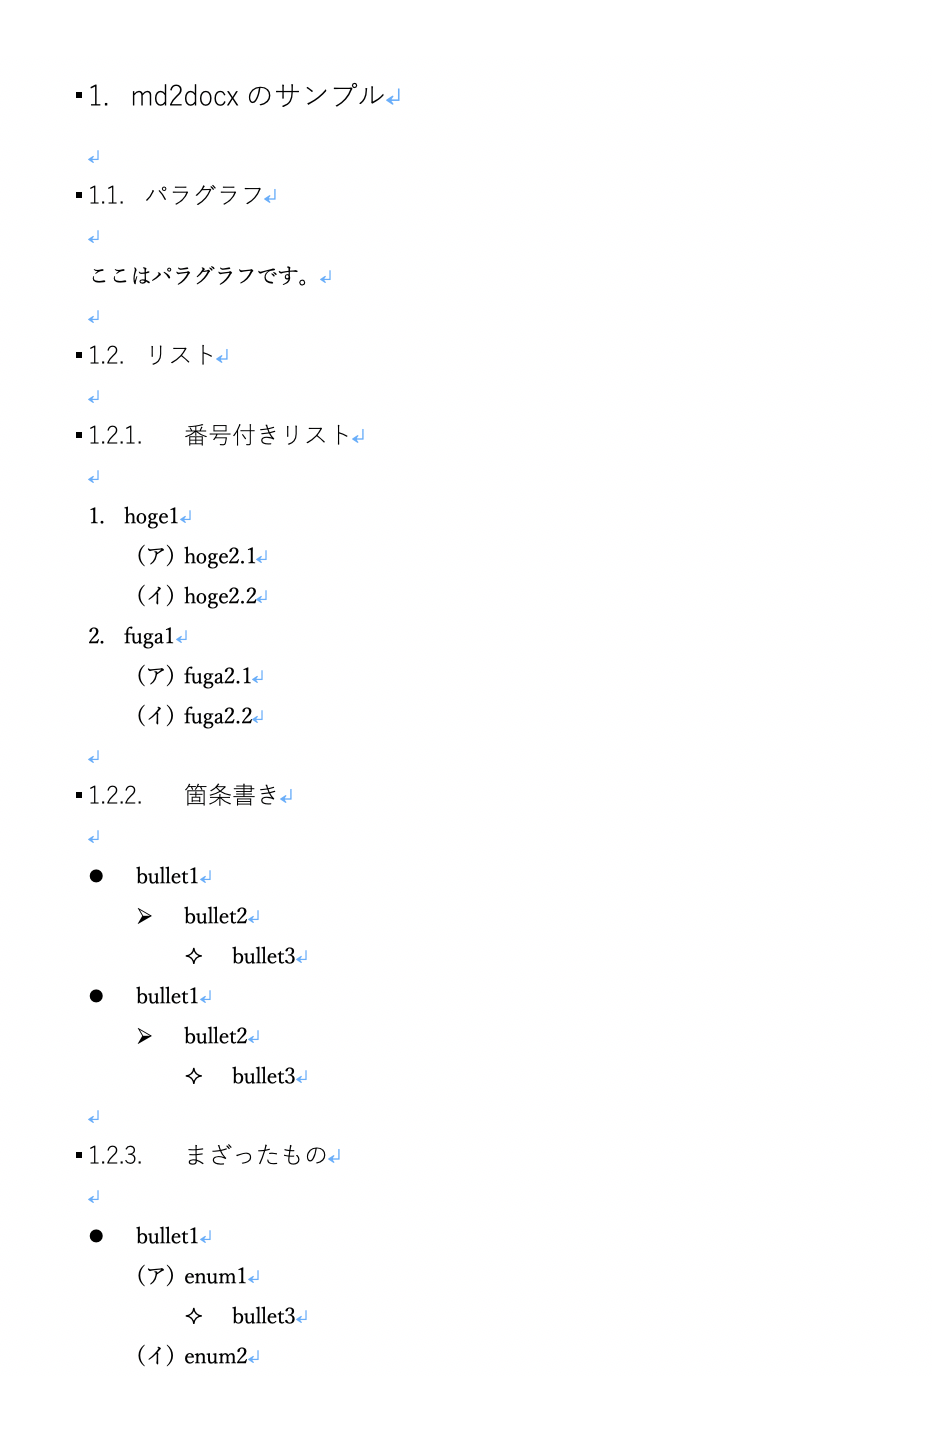 1. md2docx のサンプル
1.1. パラグラフ
ここはパラグラフです。
1.2. リスト
1.2.1. 番号付きリスト
1. hoge1
（ア）hoge2.1
（イ）hoge2.2
2. fuga1
（ア）fuga2.1
（イ）fuga2.2
1.2.2. 箇条書き
● bullet1
➢ bullet2
✧ bullet3
● bullet1
➢ bullet2
✧ bullet3
1.2.3. まざったもの
● bullet1
（ア）enum1
✧ bullet3
（イ）enum2